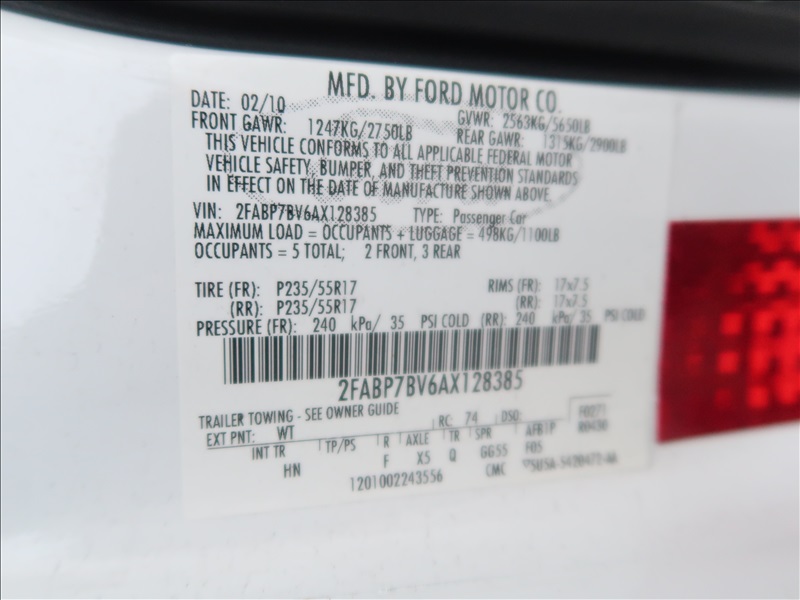 MFD. BY FORD MOTOR CO.
DATE: 02/10 GVWR: 2563KG/5650LB
FRONT GAWR: 1247KG/2750LB REAR GAWR: 1315KG/2900LB
THIS VEHICLE CONFORMS TO ALL APPLICABLE FEDERAL MOTOR
VEHICLE SAFETY, BUMPER, AND THEFT PREVENTION STANDARDS
IN EFFECT ON THE DATE OF MANUFACTURE SHOWN ABOVE.
VIN: 2FABP7BV6AX128385 TYPE: Passenger Car
MAXIMUM LOAD = OCCUPANTS + LUGGAGE = 498KG/1100LB
OCCUPANTS = 5 TOTAL; 2 FRONT, 3 REAR
TIRE (FR): P235/55R17 RIMS (FR): 17x7.5
(RR): P235/55R17 (RR): 17x7.5
PRESSURE (FR): 240 kPa/ 35 PSI COLD (RR): 240 kPa/ 35 PSI COLD
2FABP7BV6AX128385
TRAILER TOWING - SEE OWNER GUIDE
EXT PNT: WT RC: 74 DSO: F0271
INT TR TP/PS R AXLE TR SPR AFB1P
HN F X5 Q GG55 F05
1201002243556 CMC